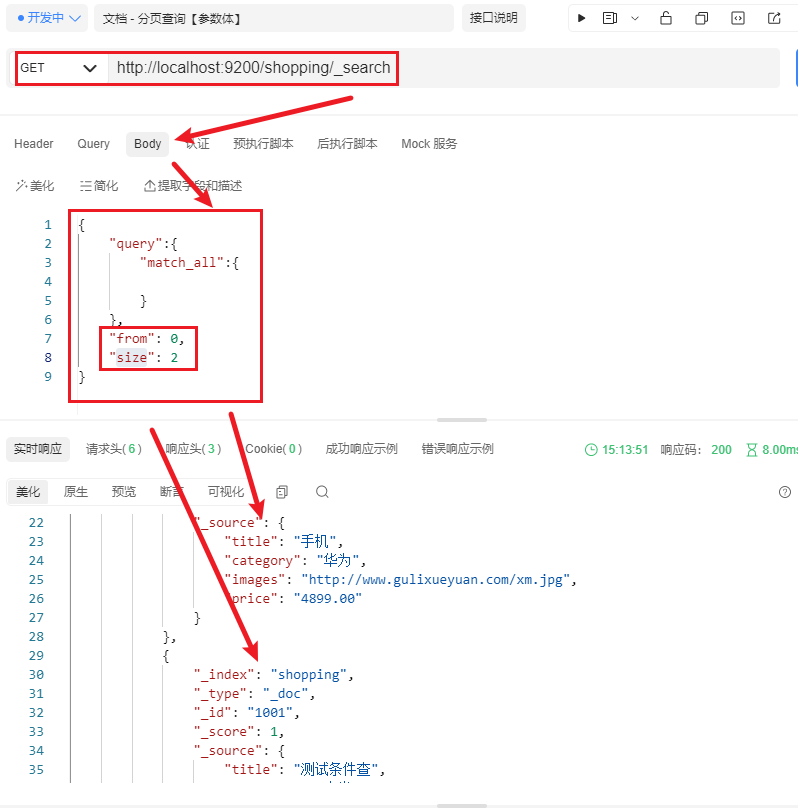 开发中 文档 - 分页查询【参数体】 接口说明
GET http://localhost:9200/shopping/_search
Header Query Body 认证 预执行脚本 后执行脚本 Mock 服务
美化 简化 提取字段和描述
1 {
2 "query":{
3 "match_all":{
4
5 }
6 },
7 "from": 0,
8 "size": 2
9 }
实时响应 请求头( 6 ) 响应头( 3 ) Cookie( 0 ) 成功响应示例 错误响应示例 15:13:51 响应码: 200 8.00ms
美化 原生 预览 断言 可视化
22 "_source": {
23 "title": "手机",
24 "category": "华为",
25 "images": "http://www.gulixueyuan.com/xm.jpg",
26 "price": "4899.00"
27 }
28 },
29 {
30 "_index": "shopping",
31 "_type": "_doc",
32 "_id": "1001",
33 "_score": 1,
34 "_source": {
35 "title": "测试条件查",